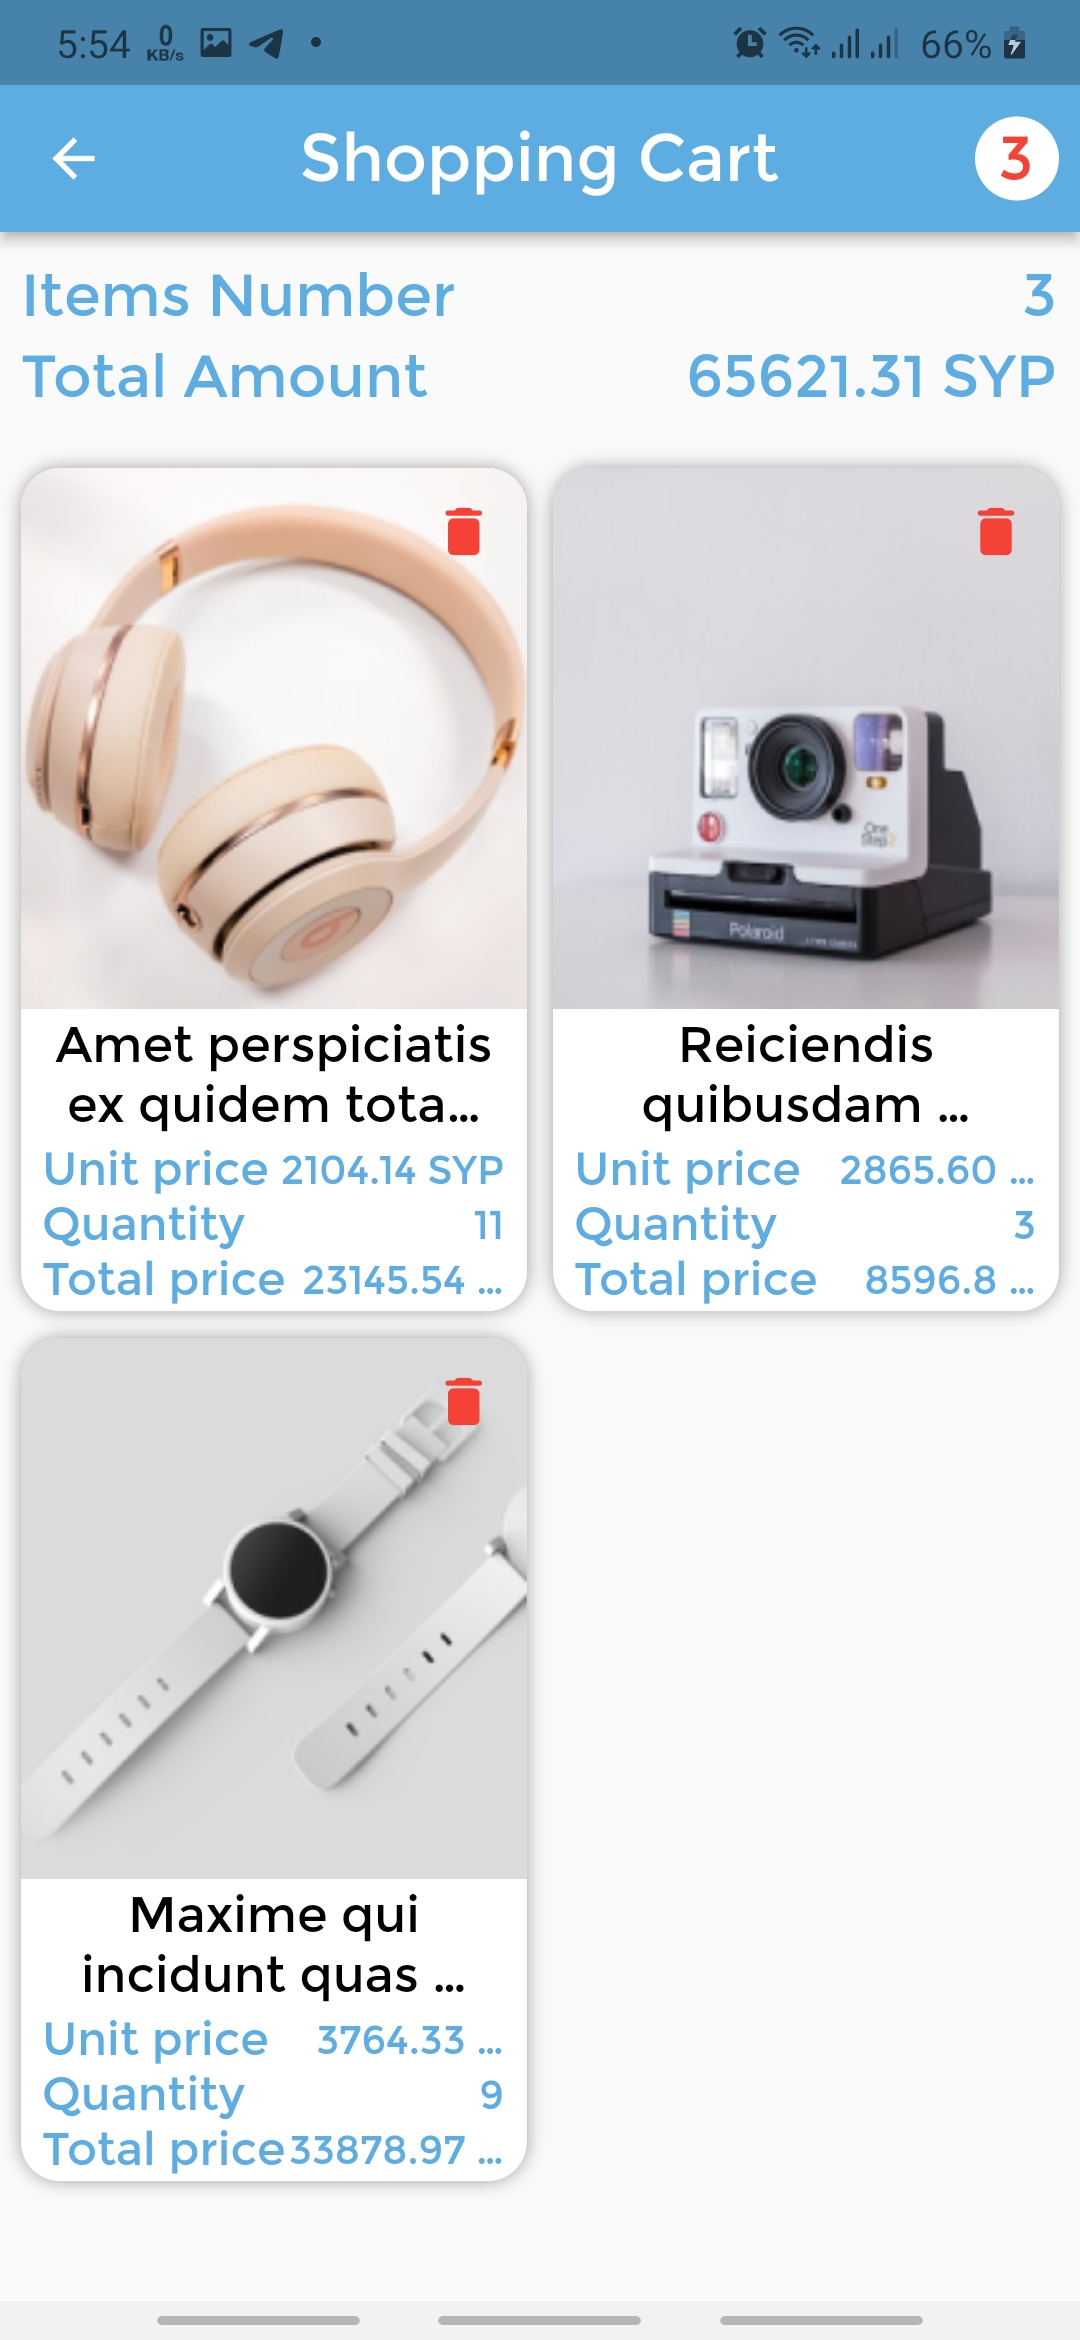 5:54 0 KB/s 66%
Shopping Cart 3
Items Number 3
Total Amount 65621.31 SYP
One
Step2
Polaroid
Amet perspiciatis
ex quidem tota...
Unit price 2104.14 SYP
Quantity 11
Total price 23145.54 ...
Reiciendis
quibusdam ...
Unit price 2865.60 ...
Quantity 3
Total price 8596.8 ...
Maxime qui
incidunt quas ...
Unit price 3764.33 ...
Quantity 9
Total price 33878.97 ...